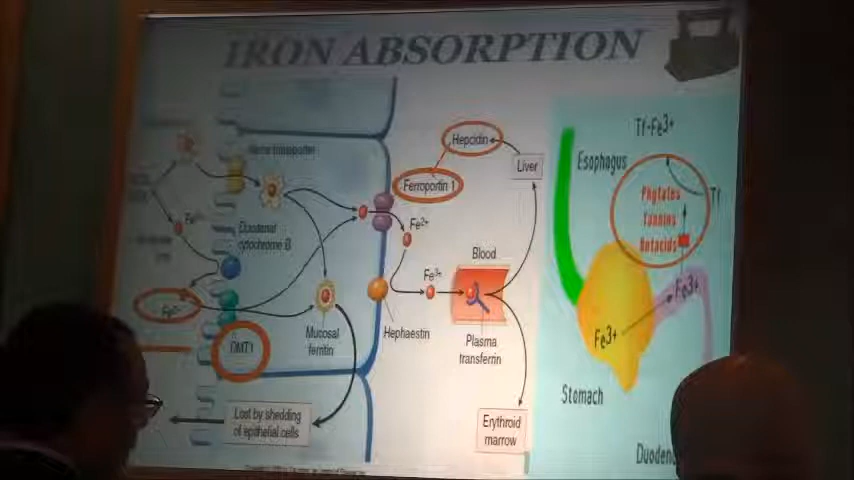 IRON ABSORPTION
Heme transporter
Hepcidin
Liver
Ferroportin 1
Fe2+
Duodenal
cytochrome B
Fe3+
Blood
Hephaestin
Plasma
transferrin
Mucosal
ferritin
DMT1
Lost by shedding
of epithelial cells
Erythroid
marrow
Tf-Fe3+
Esophagus
Phytates
Tannins
Antacids
Tf
Fe3+
Fe3+
Stomach